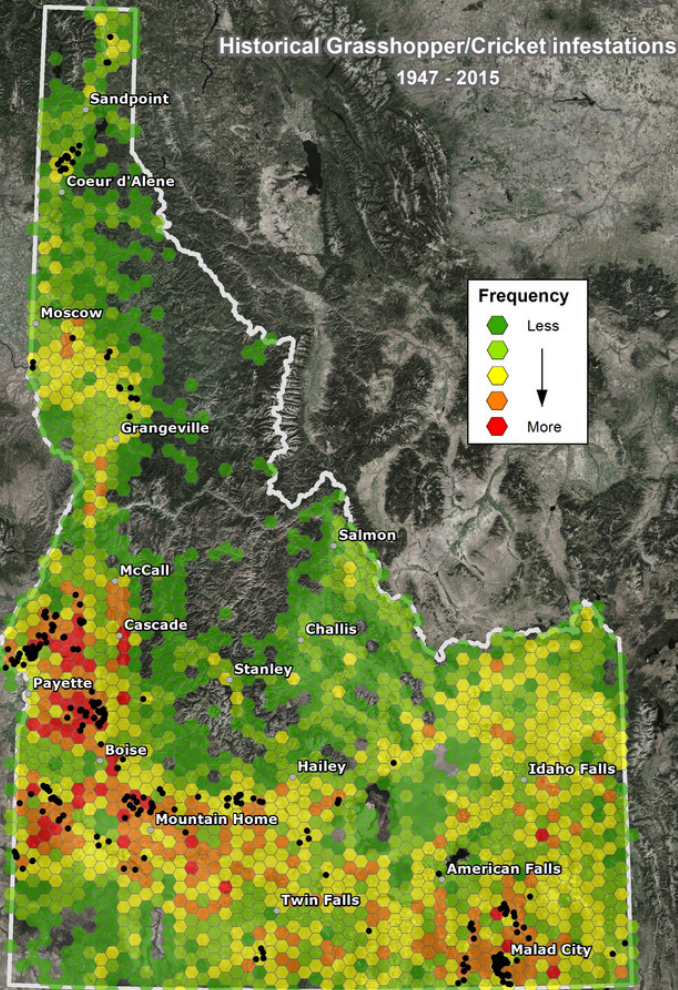 Historical Grasshopper/Cricket infestations
1947 - 2015
Sandpoint
Coeur d'Alene
Moscow
Frequency
Less
More
Grangeville
Salmon
McCall
Cascade
Challis
Stanley
Payette
Boise
Hailey
Idaho Falls
Mountain Home
American Falls
Twin Falls
Malad City